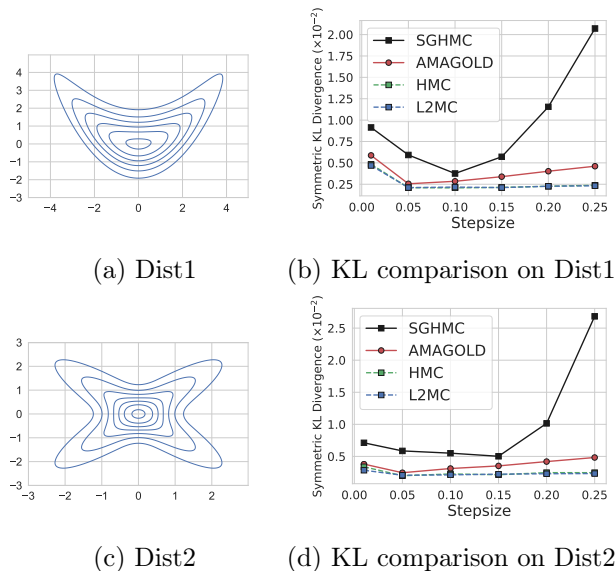 4
3
2
1
0
−1
−2
−3
−4 −2 0 2 4
(a) Dist1
Symmetric KL Divergence (×10⁻²)
2.00
1.75
1.50
1.25
1.00
0.75
0.50
0.25
SGHMC
AMAGOLD
HMC
L2MC
0.00 0.05 0.10 0.15 0.20 0.25
Stepsize
(b) KL comparison on Dist1
3
2
1
0
−1
−2
−3
−3 −2 −1 0 1 2 3
(c) Dist2
Symmetric KL Divergence (×10⁻²)
2.5
2.0
1.5
1.0
0.5
SGHMC
AMAGOLD
HMC
L2MC
0.00 0.05 0.10 0.15 0.20 0.25
Stepsize
(d) KL comparison on Dist2